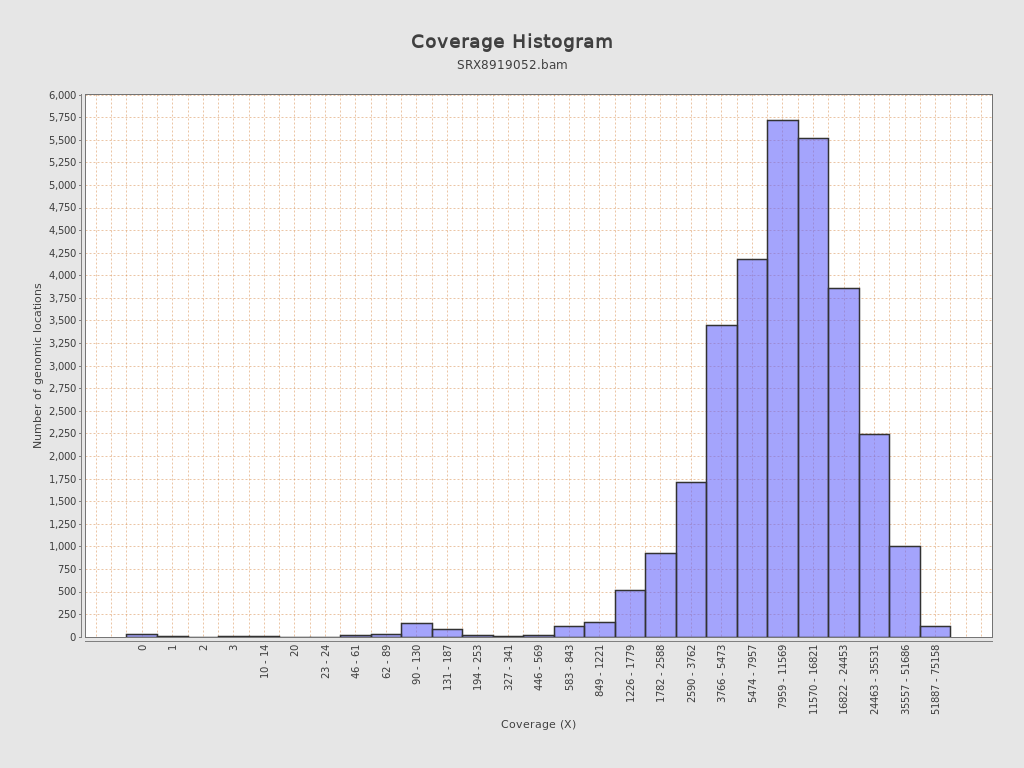 Coverage Histogram
SRX8919052.bam
Number of genomic locations
6,000
5,750
5,500
5,250
5,000
4,750
4,500
4,250
4,000
3,750
3,500
3,250
3,000
2,750
2,500
2,250
2,000
1,750
1,500
1,250
1,000
750
500
250
0
0
1
2
3
10 - 14
20
23 - 24
46 - 61
62 - 89
90 - 130
131 - 187
194 - 253
327 - 341
446 - 569
583 - 843
849 - 1221
1226 - 1779
1782 - 2588
2590 - 3762
3766 - 5473
5474 - 7957
7959 - 11569
11570 - 16821
16822 - 24453
24463 - 35531
35557 - 51686
51887 - 75158
Coverage (X)